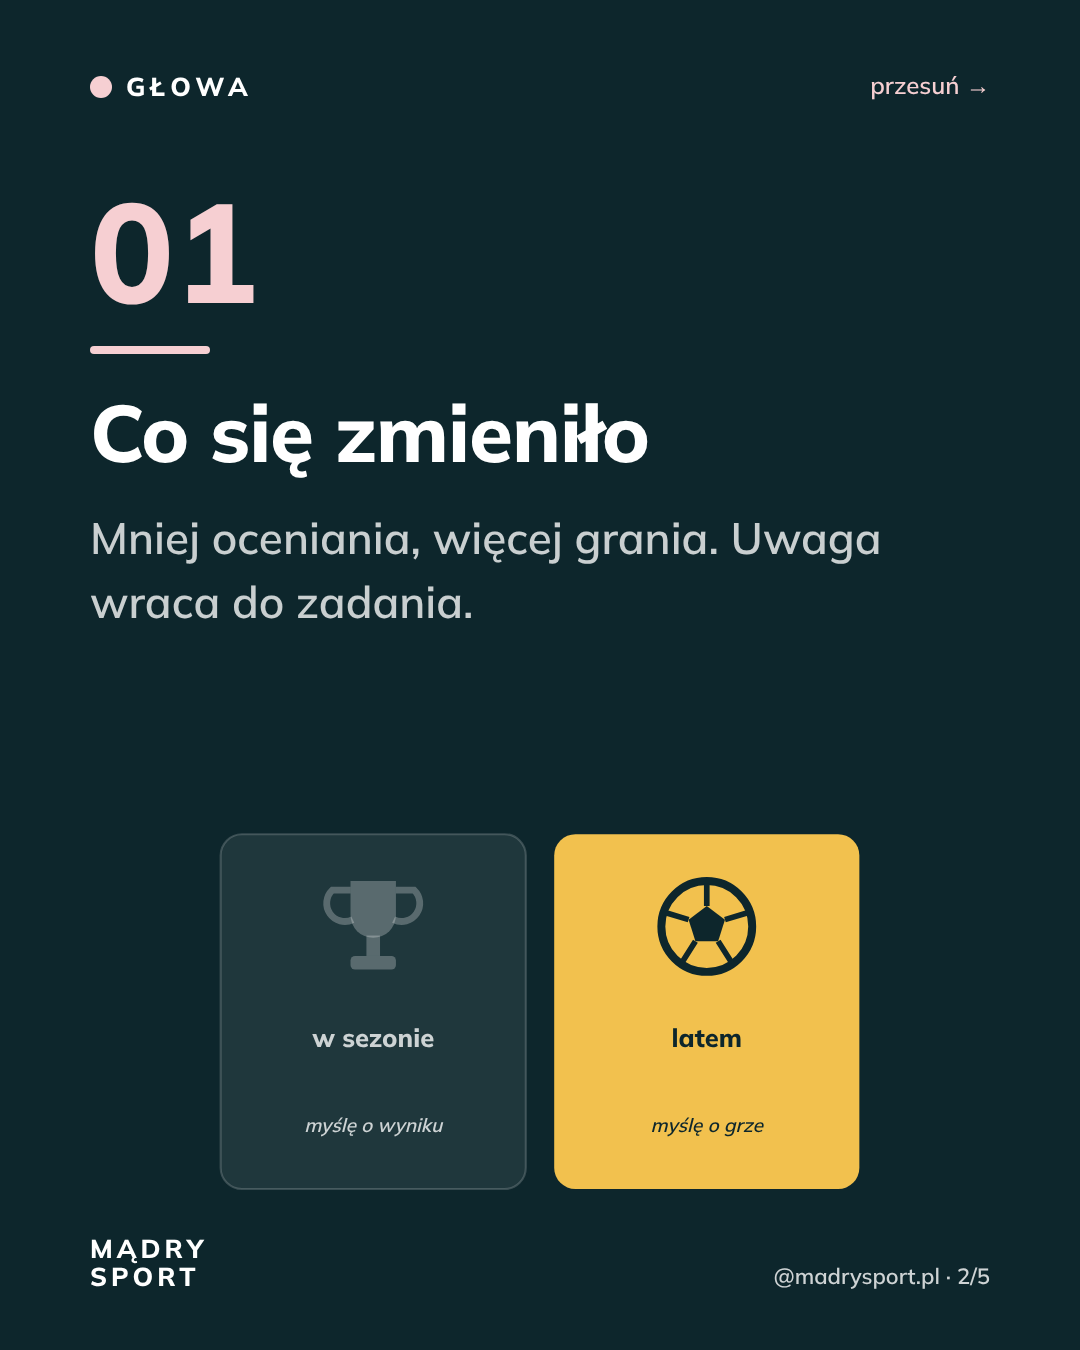 GŁOWA
przesuń →
01
Co się zmieniło
Mniej oceniania, więcej grania. Uwaga
wraca do zadania.
w sezonie
myślę o wyniku
latem
myślę o grze
MĄDRY
SPORT
@madrysport.pl · 2/5